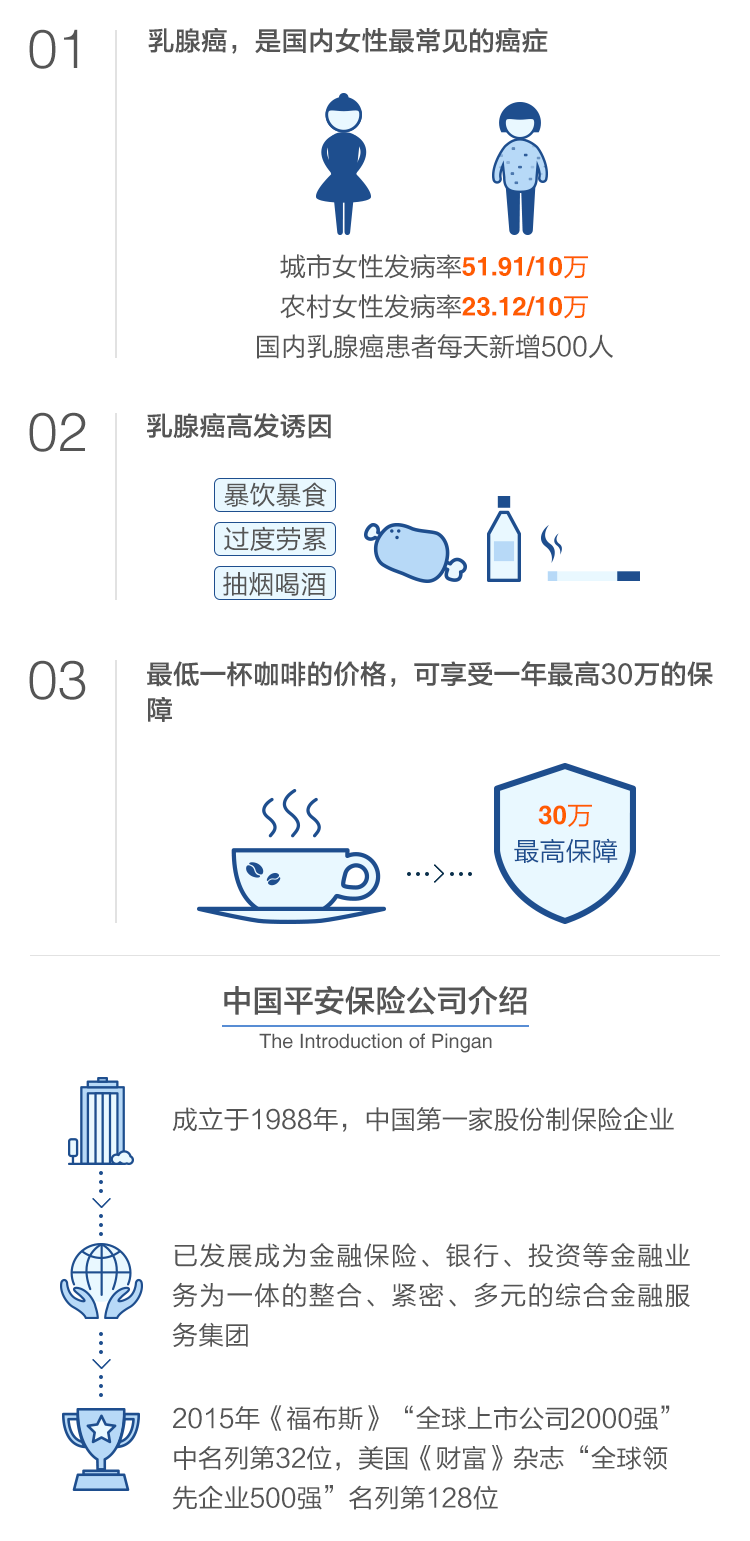 01
乳腺癌，是国内女性最常见的癌症
城市女性发病率51.91/10万
农村女性发病率23.12/10万
国内乳腺癌患者每天新增500人
02
乳腺癌高发诱因
暴饮暴食
过度劳累
抽烟喝酒
03
最低一杯咖啡的价格，可享受一年最高30万的保
障
30万
最高保障
中国平安保险公司介绍
The Introduction of Pingan
成立于1988年，中国第一家股份制保险企业
已发展成为金融保险、银行、投资等金融业
务为一体的整合、紧密、多元的综合金融服
务集团
2015年《福布斯》“全球上市公司2000强”
中名列第32位，美国《财富》杂志“全球领
先企业500强”名列第128位